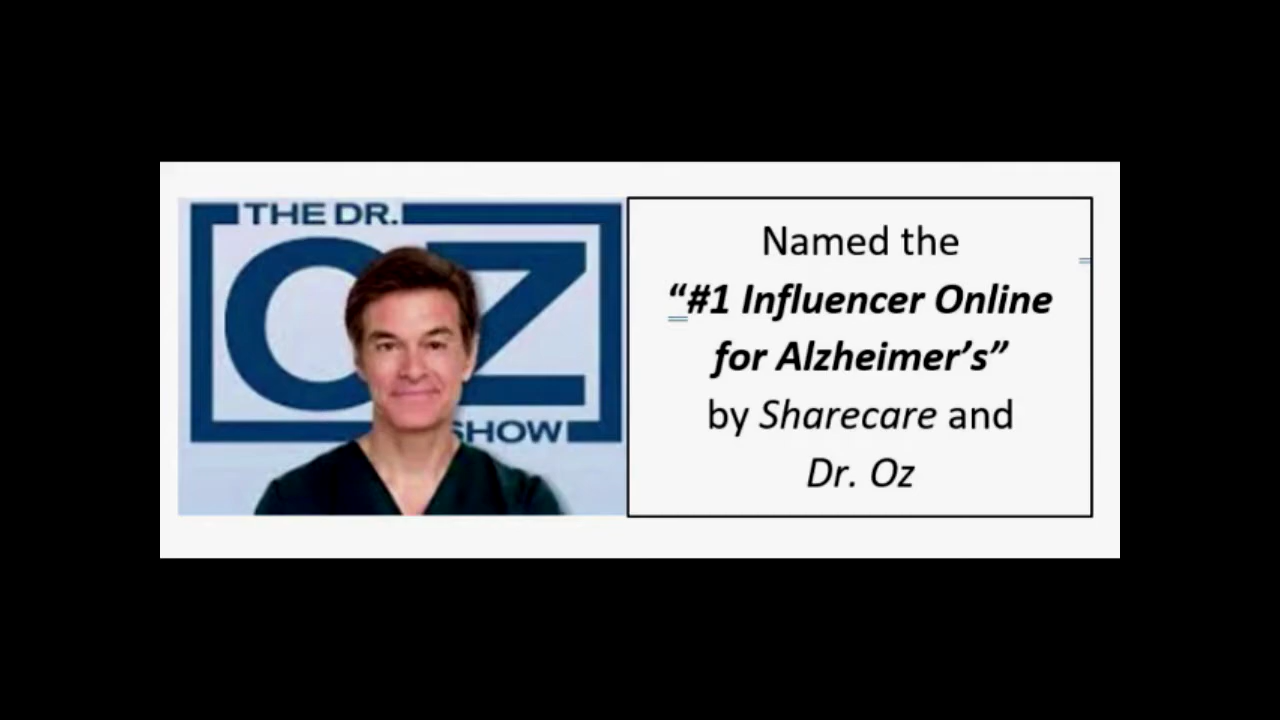 THE DR.
OZ
SHOW
Named the
“#1 Influencer Online
for Alzheimer’s”
by Sharecare and
Dr. Oz